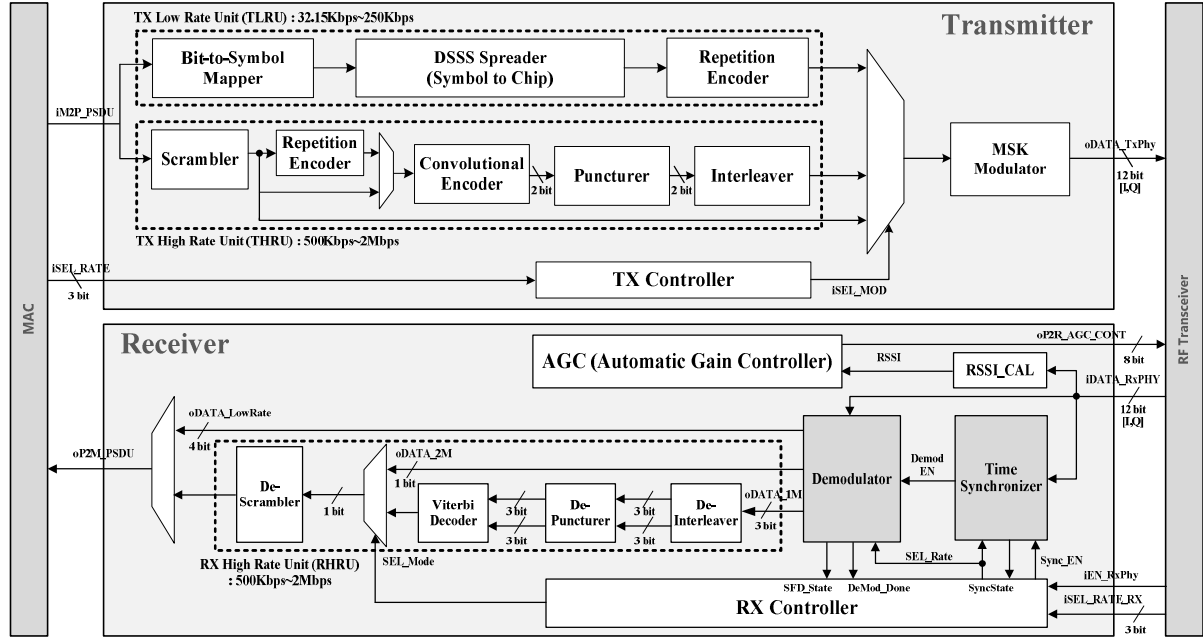 TX Low Rate Unit (TLRU) : 32.15Kbps~250Kbps
Transmitter
Bit-to-Symbol
Mapper
DSSS Spreader
(Symbol to Chip)
Repetition
Encoder
iM2P_PSDU
Scrambler
Repetition
Encoder
Convolutional
Encoder
2 bit
Puncturer
2 bit
Interleaver
MSK
Modulator
oDATA_TxPhy
12 bit
[I,Q]
TX High Rate Unit (THRU) : 500Kbps~2Mbps
iSEL_RATE
3 bit
TX Controller
iSEL_MOD
MAC
RF Transceiver
Receiver
AGC (Automatic Gain Controller)
RSSI
RSSI_CAL
oP2R_AGC_CONT
8 bit
iDATA_RxPHY
12 bit
[I,Q]
oDATA_LowRate
4 bit
oP2M_PSDU
oDATA_2M
1 bit
De-
Scrambler
1 bit
Viterbi
Decoder
3 bit
3 bit
De-
Puncturer
3 bit
3 bit
De-
Interleaver
oDATA_1M
3 bit
Demodulator
Demod
EN
Time
Synchronizer
RX High Rate Unit (RHRU)
: 500Kbps~2Mbps
SEL_Mode
SEL_Rate
Sync_EN
SFD_State
DeMod_Done
SyncState
RX Controller
iEN_RxPhy
iSEL_RATE_RX
3 bit